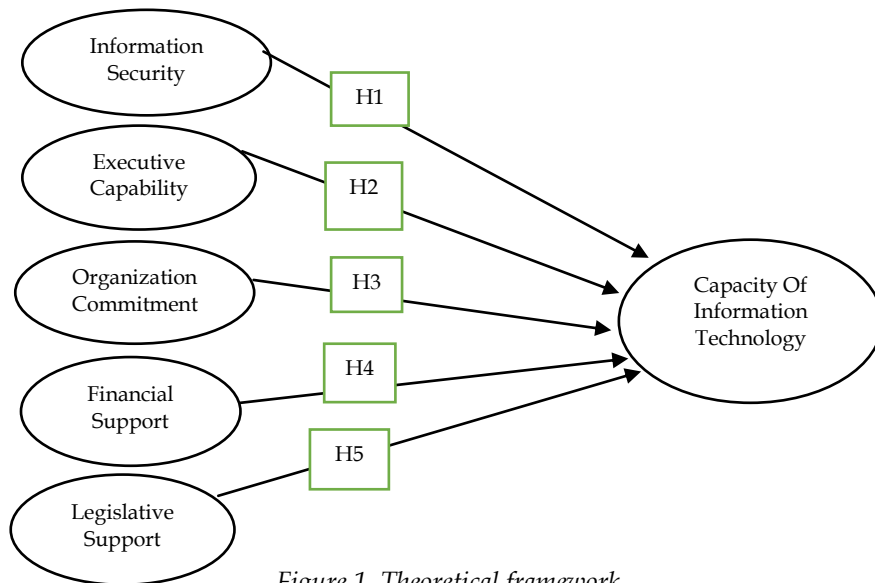 Information
Security
H1
Executive
Capability
H2
Organization
Commitment
H3
Capacity Of
Information
Technology
Financial
Support
H4
Legislative
Support
H5
Figure 1. Theoretical framework